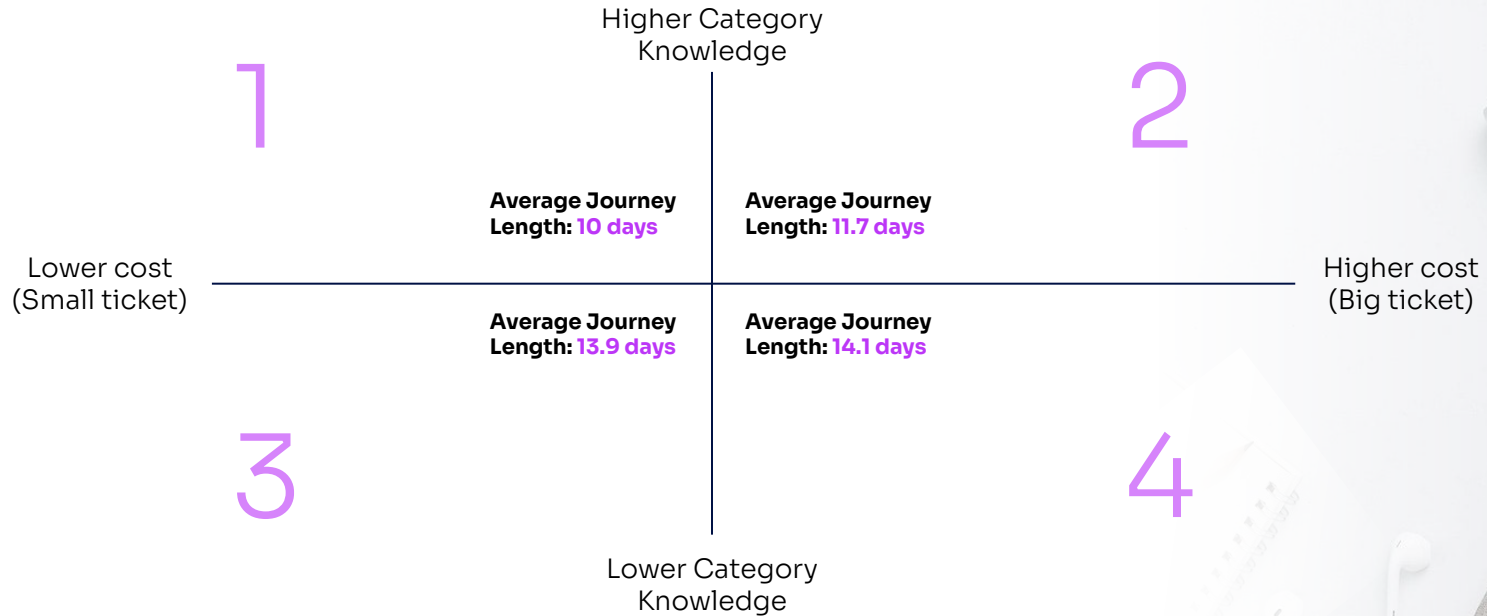 Higher Category
Knowledge
1
2
Average Journey
Length: 10 days
Average Journey
Length: 11.7 days
Lower cost
(Small ticket)
Higher cost
(Big ticket)
Average Journey
Length: 13.9 days
Average Journey
Length: 14.1 days
3
4
Lower Category
Knowledge